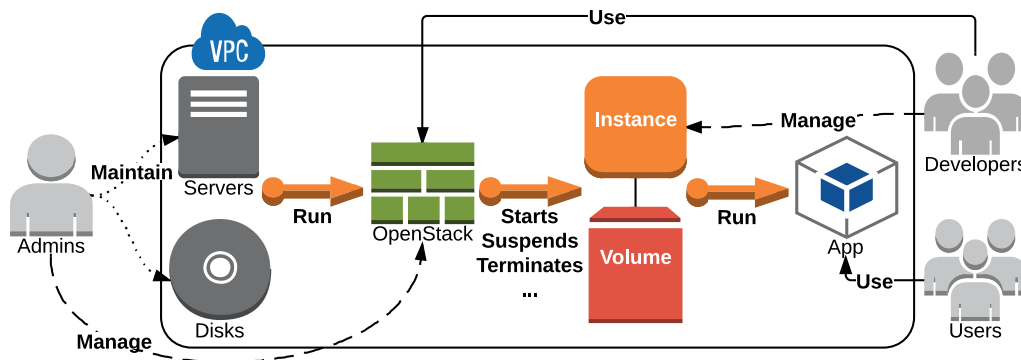 Use
VPC
Instance
Manage
Developers
Maintain
Servers
Run
OpenStack
Starts
Suspends
Terminates
...
Run
App
Admins
Volume
Use
Disks
Manage
Users